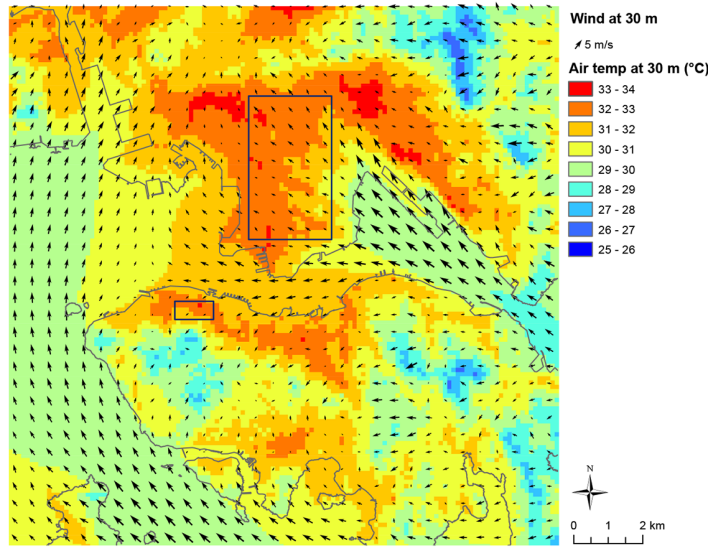 Wind at 30 m
5 m/s
Air temp at 30 m (°C)
33 - 34
32 - 33
31 - 32
30 - 31
29 - 30
28 - 29
27 - 28
26 - 27
25 - 26
N
0 1 2 km